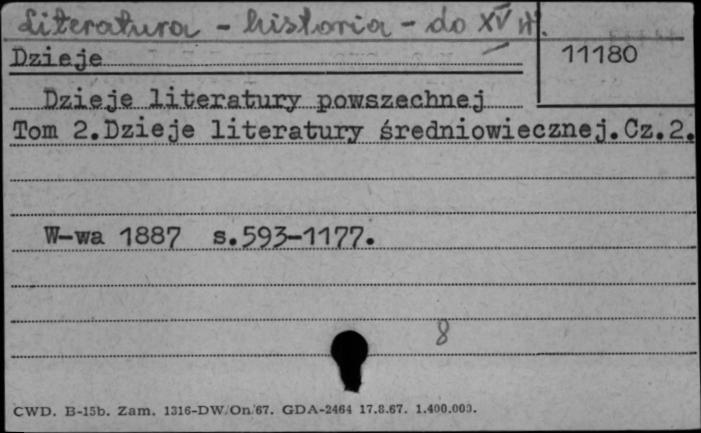 Literatura - historia - do XV w.
Dzieje
11180
Dzieje literatury powszechnej
Tom 2.Dzieje literatury średniowiecznej.Cz.2.
W-wa 1887 s.593-1177.
8
CWD. B-15b. Zam. 1316-DW/On/67. GDA-2464 17.8.67. 1.400.000.